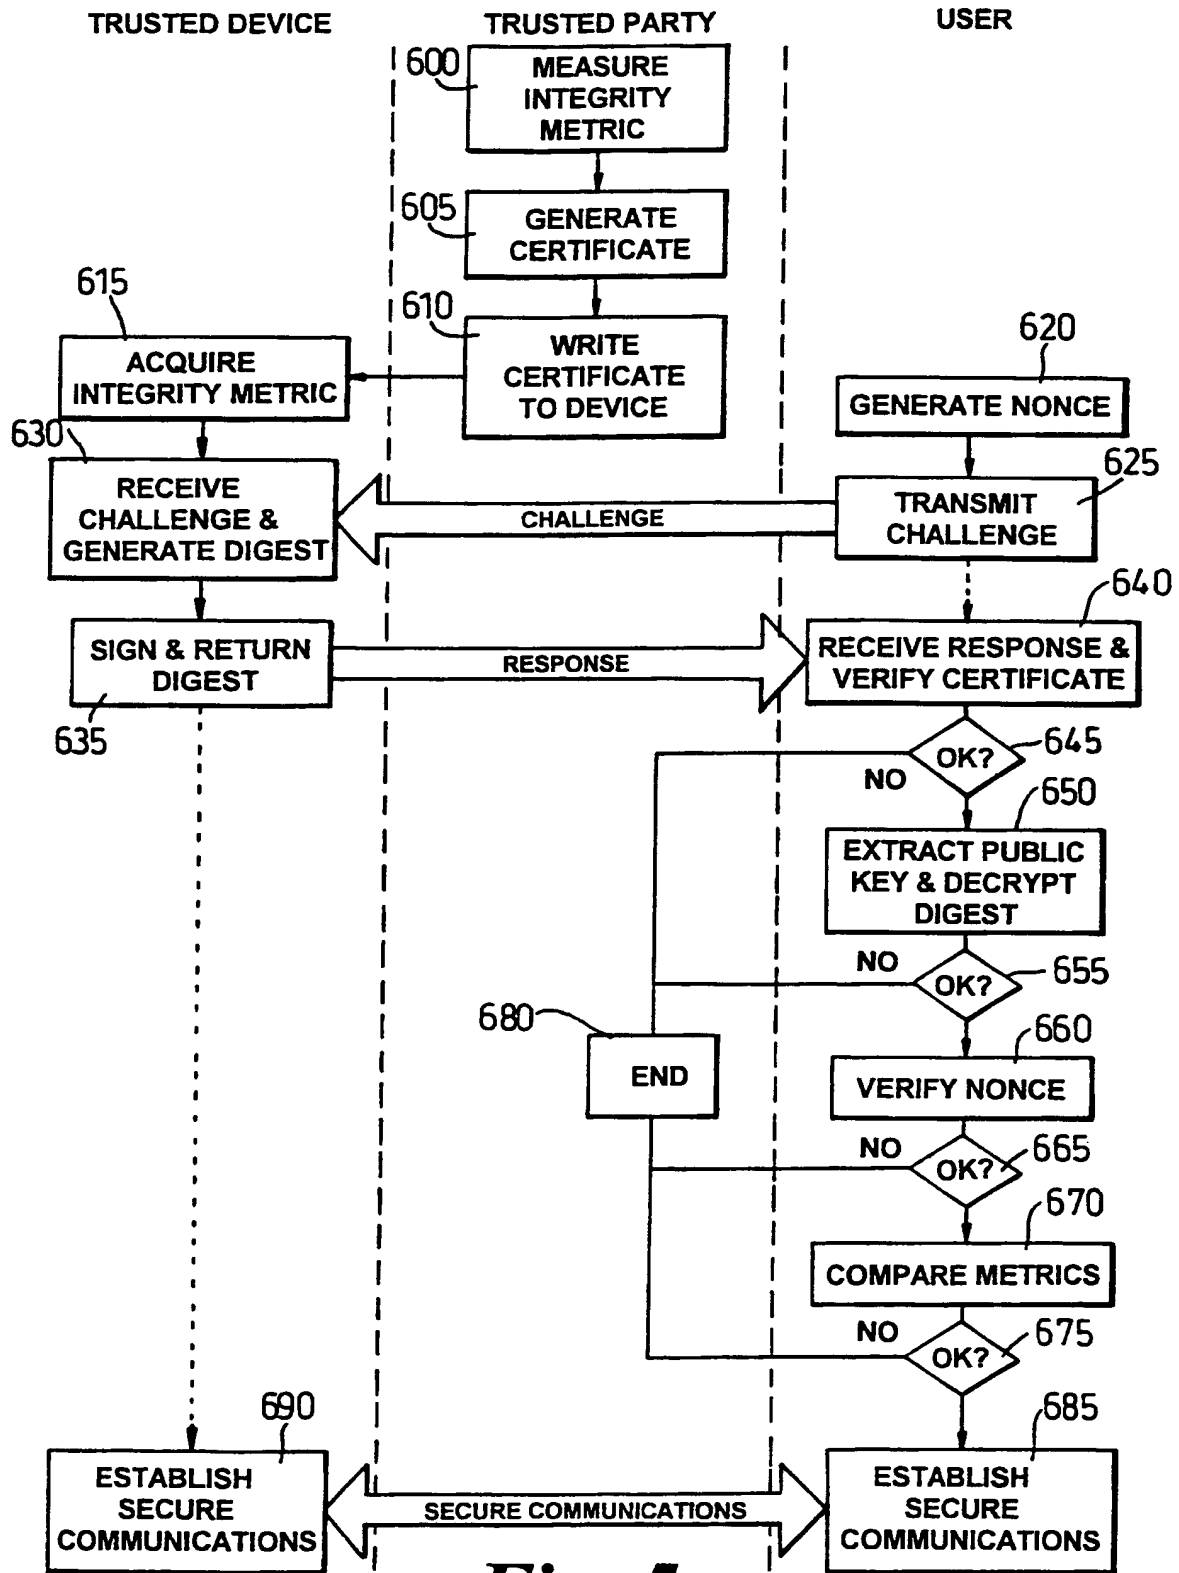 TRUSTED DEVICE
TRUSTED PARTY
USER
600
MEASURE
INTEGRITY
METRIC
605
GENERATE
CERTIFICATE
615
610
WRITE
CERTIFICATE
TO DEVICE
ACQUIRE
INTEGRITY METRIC
620
GENERATE NONCE
630
RECEIVE
CHALLENGE &
GENERATE DIGEST
CHALLENGE
625
TRANSMIT
CHALLENGE
640
SIGN & RETURN
DIGEST
635
RESPONSE
RECEIVE RESPONSE &
VERIFY CERTIFICATE
OK?
645
NO
650
EXTRACT PUBLIC
KEY & DECRYPT
DIGEST
NO
OK?
655
680
END
660
VERIFY NONCE
NO
OK?
665
670
COMPARE METRICS
NO
OK?
675
690
ESTABLISH
SECURE
COMMUNICATIONS
SECURE COMMUNICATIONS
685
ESTABLISH
SECURE
COMMUNICATIONS